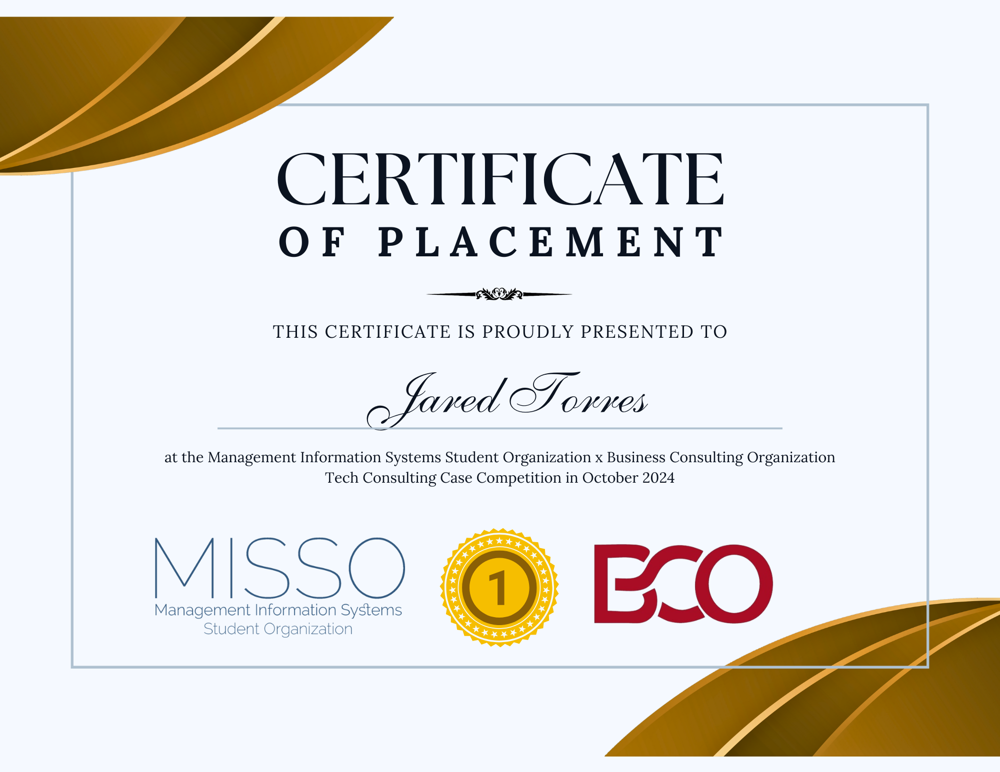 CERTIFICATE
OF PLACEMENT
THIS CERTIFICATE IS PROUDLY PRESENTED TO
Jared Torres
at the Management Information Systems Student Organization x Business Consulting Organization
Tech Consulting Case Competition in October 2024
MISSO
Management Information Systems
Student Organization
1
BCO